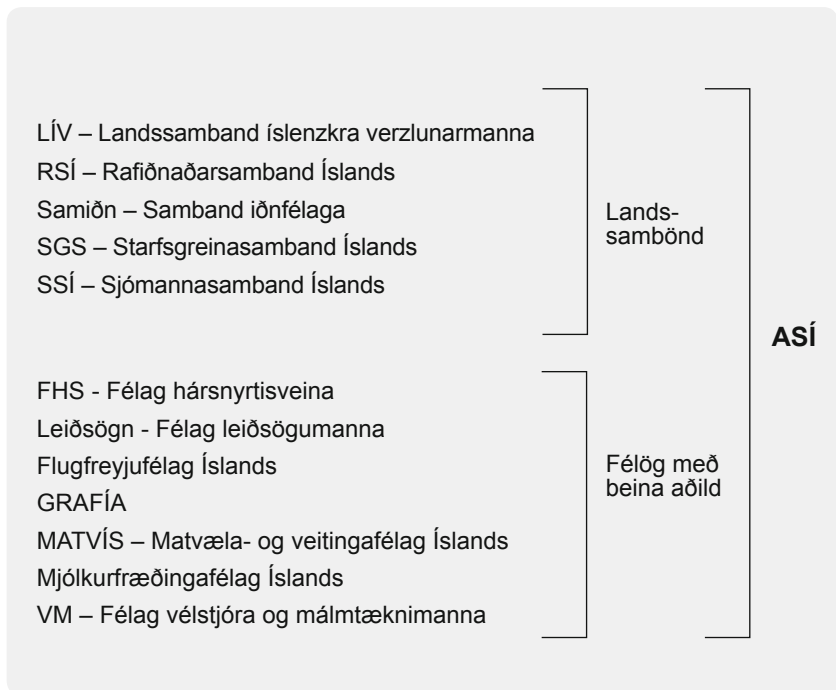 LÍV – Landssamband íslenzkra verzlunarmanna
RSÍ – Rafiðnaðarsamband Íslands
Samiðn – Samband iðnfélaga
SGS – Starfsgreinasamband Íslands
SSÍ – Sjómannasamband Íslands
Lands-
sambönd
ASÍ
FHS - Félag hársnyrtisveina
Leiðsögn - Félag leiðsögumanna
Flugfreyjufélag Íslands
GRAFÍA
MATVÍS – Matvæla- og veitingafélag Íslands
Mjólkurfræðingafélag Íslands
VM – Félag vélstjóra og málmtæknimanna
Félög með
beina aðild